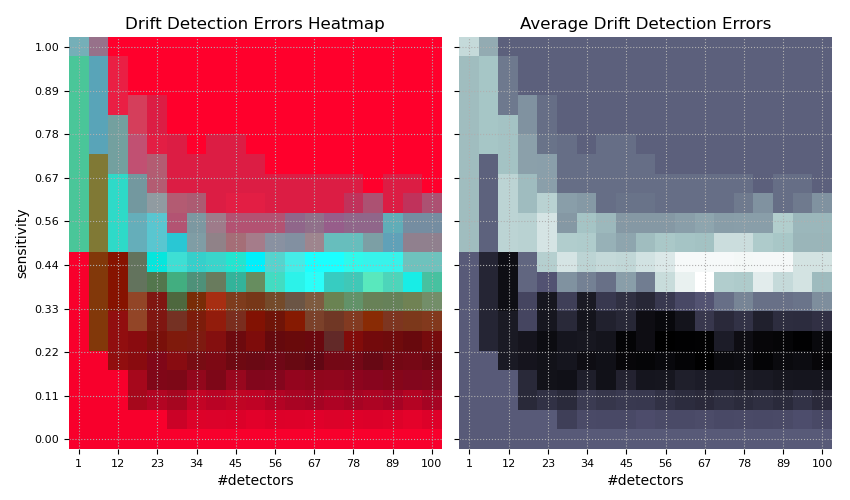 Drift Detection Errors Heatmap
Average Drift Detection Errors
sensitivity
1.00
0.89
0.78
0.67
0.56
0.44
0.33
0.22
0.11
0.00
1 12 23 34 45 56 67 78 89 100
1 12 23 34 45 56 67 78 89 100
#detectors
#detectors